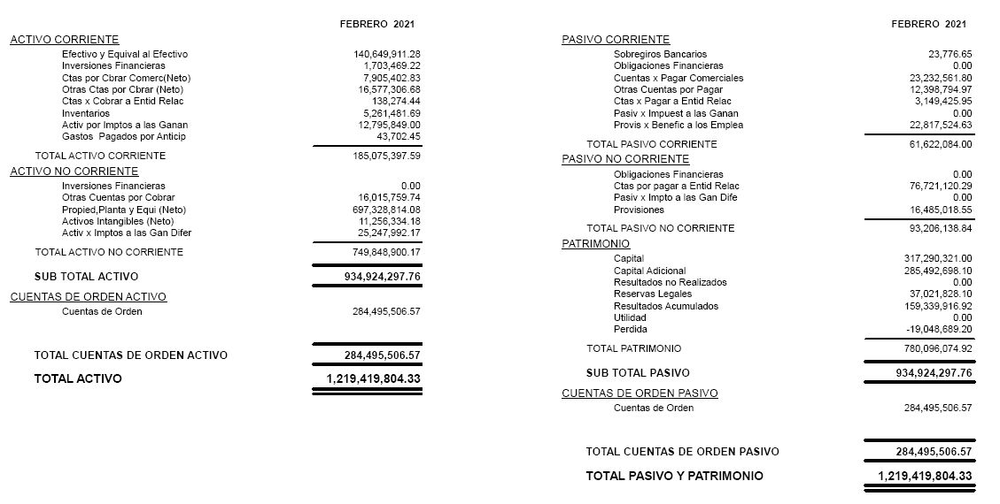 FEBRERO 2021
ACTIVO CORRIENTE
Efectivo y Equival al Efectivo 140,649,911.28
Inversiones Financieras 1,703,469.22
Ctas por Cbrar Comerc(Neto) 7,905,402.83
Otras Ctas por Cbrar (Neto) 16,577,306.68
Ctas x Cobrar a Entid Relac 138,274.44
Inventarios 5,261,481.69
Activ por Imptos a las Ganan 12,795,849.00
Gastos Pagados por Anticip 43,702.45
TOTAL ACTIVO CORRIENTE 185,075,397.59
ACTIVO NO CORRIENTE
Inversiones Financieras 0.00
Otras Cuentas por Cobrar 16,015,759.74
Propied,Planta y Equi (Neto) 697,328,814.08
Activos Intangibles (Neto) 11,256,334.18
Activ x Imptos a las Gan Difer 25,247,992.17
TOTAL ACTIVO NO CORRIENTE 749,848,900.17
SUB TOTAL ACTIVO 934,924,297.76
CUENTAS DE ORDEN ACTIVO
Cuentas de Orden 284,495,506.57
TOTAL CUENTAS DE ORDEN ACTIVO 284,495,506.57
TOTAL ACTIVO 1,219,419,804.33
FEBRERO 2021
PASIVO CORRIENTE
Sobregiros Bancarios 23,776.65
Obligaciones Financieras 0.00
Cuentas x Pagar Comerciales 23,232,561.80
Otras Cuentas por Pagar 12,398,794.97
Ctas x Pagar a Entid Relac 3,149,425.95
Pasiv x Impuest a las Ganan 0.00
Provis x Benefic a los Emplea 22,817,524.63
TOTAL PASIVO CORRIENTE 61,622,084.00
PASIVO NO CORRIENTE
Obligaciones Financieras 0.00
Ctas por pagar a Entid Relac 76,721,120.29
Pasiv x Impto a las Gan Dife 0.00
Provisiones 16,485,018.55
TOTAL PASIVO NO CORRIENTE 93,206,138.84
PATRIMONIO
Capital 317,290,321.00
Capital Adicional 285,492,698.10
Resultados no Realizados 0.00
Reservas Legales 37,021,828.10
Resultados Acumulados 159,339,916.92
Utilidad 0.00
Perdida -19,048,689.20
TOTAL PATRIMONIO 780,096,074.92
SUB TOTAL PASIVO 934,924,297.76
CUENTAS DE ORDEN PASIVO
Cuentas de Orden 284,495,506.57
TOTAL CUENTAS DE ORDEN PASIVO 284,495,506.57
TOTAL PASIVO Y PATRIMONIO 1,219,419,804.33